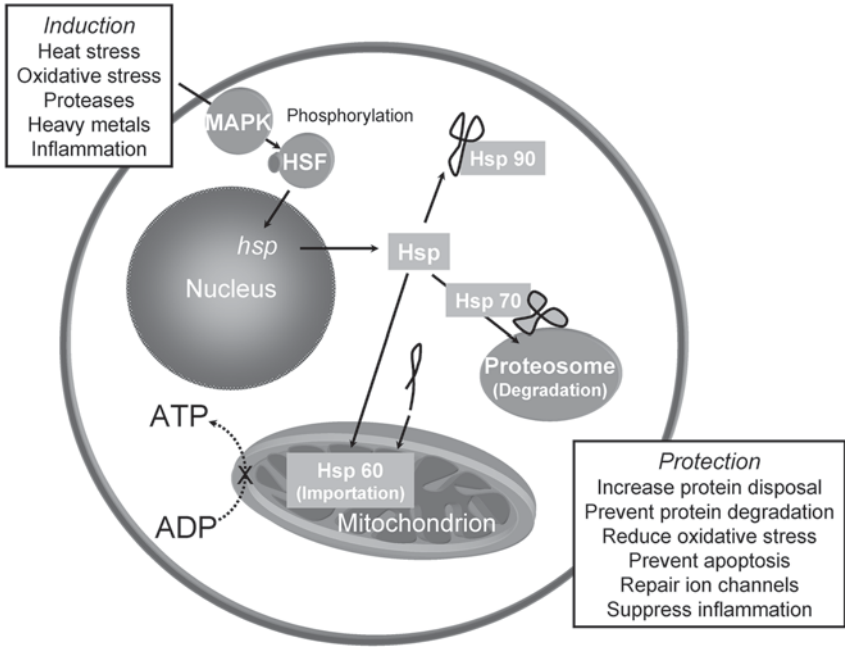 Induction
Heat stress
Oxidative stress
Proteases
Heavy metals
Inflammation
MAPK
Phosphorylation
HSF
Hsp 90
hsp
Hsp
Nucleus
Hsp 70
Proteosome
(Degradation)
ATP
ADP
Hsp 60
(Importation)
Mitochondrion
X
Protection
Increase protein disposal
Prevent protein degradation
Reduce oxidative stress
Prevent apoptosis
Repair ion channels
Suppress inflammation